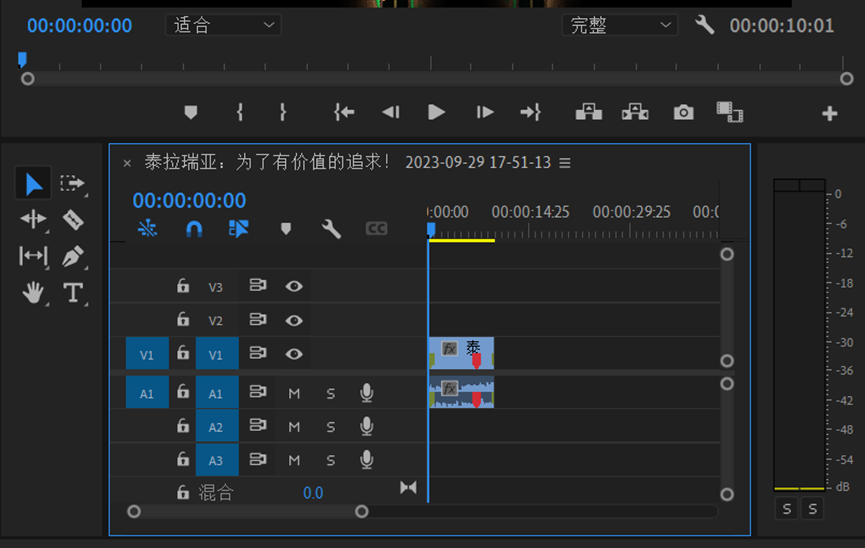 00:00:00:00 适合 完整 00:00:10:01
× 泰拉瑞亚：为了有价值的追求！ 2023-09-29 17-51-13
00:00:00:00
:00:00 00:00:14:25 00:00:29:25 00:0
CC
V3
V2
V1 V1 fx 泰
A1 A1 M S fx
A2 M S
A3 M S
混合 0.0
0
-6
-12
-18
-24
-30
-36
-42
-48
-54
dB
S S